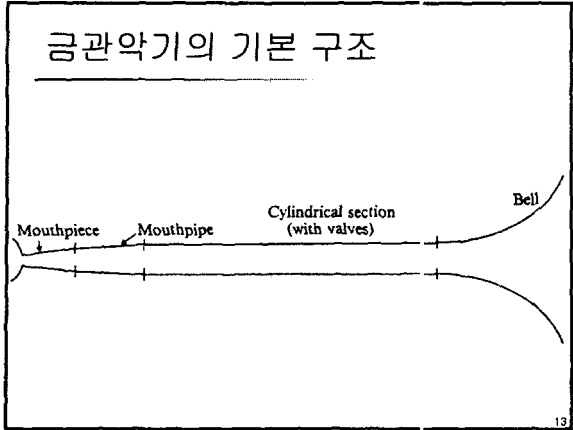 금관악기의 기본 구조
Mouthpiece
Mouthpipe
Cylindrical section
(with valves)
Bell
13